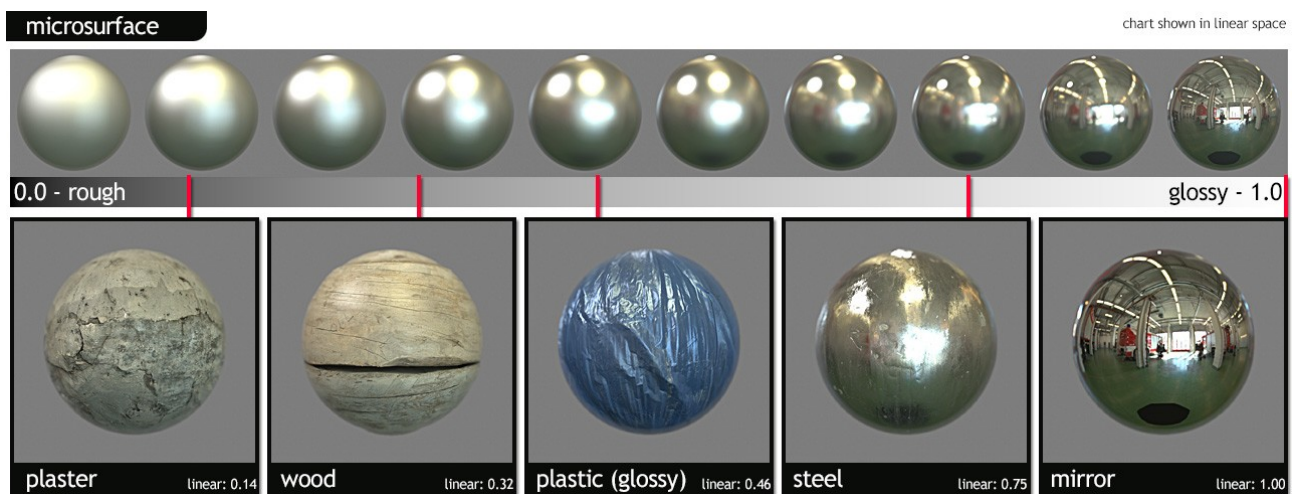 microsurface
chart shown in linear space
0.0 - rough
glossy - 1.0
plaster linear: 0.14
wood linear: 0.32
plastic (glossy) linear: 0.46
steel linear: 0.75
mirror linear: 1.00